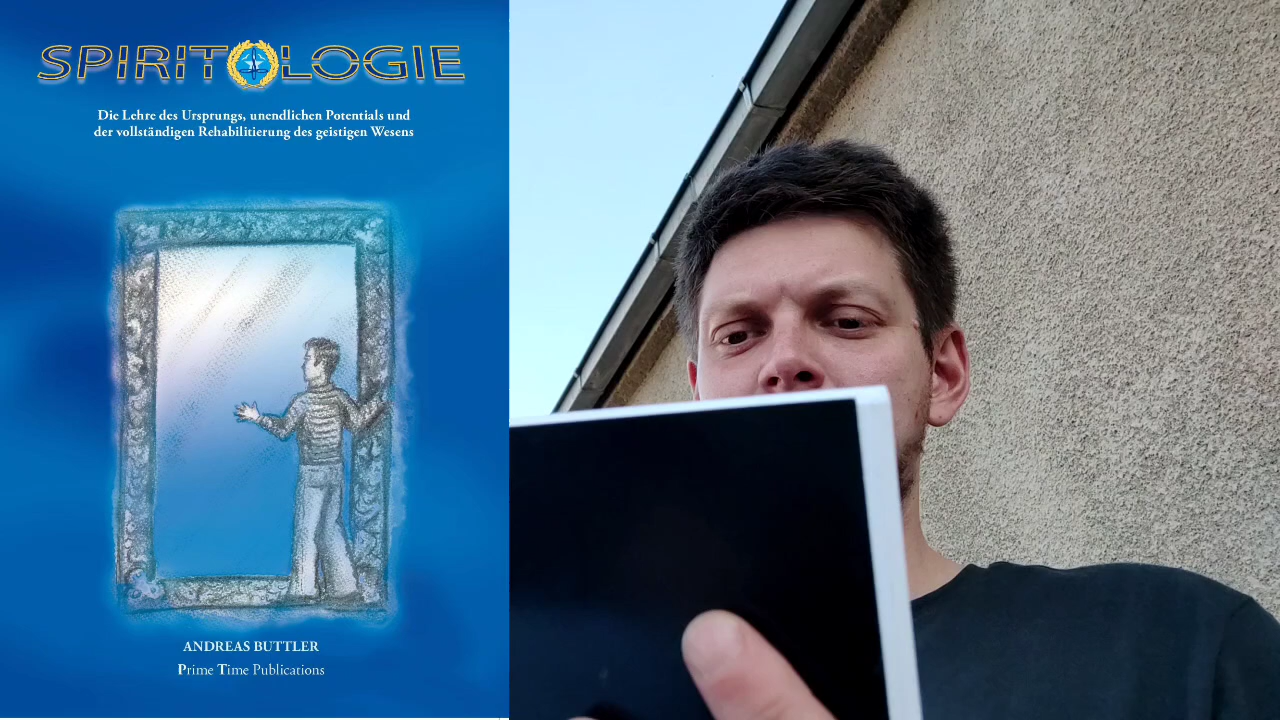 SPIRITOLOGIE
Die Lehre des Ursprungs, unendlichen Potentials und
der vollständigen Rehabilitierung des geistigen Wesens
ANDREAS BUTTLER
Prime Time Publications